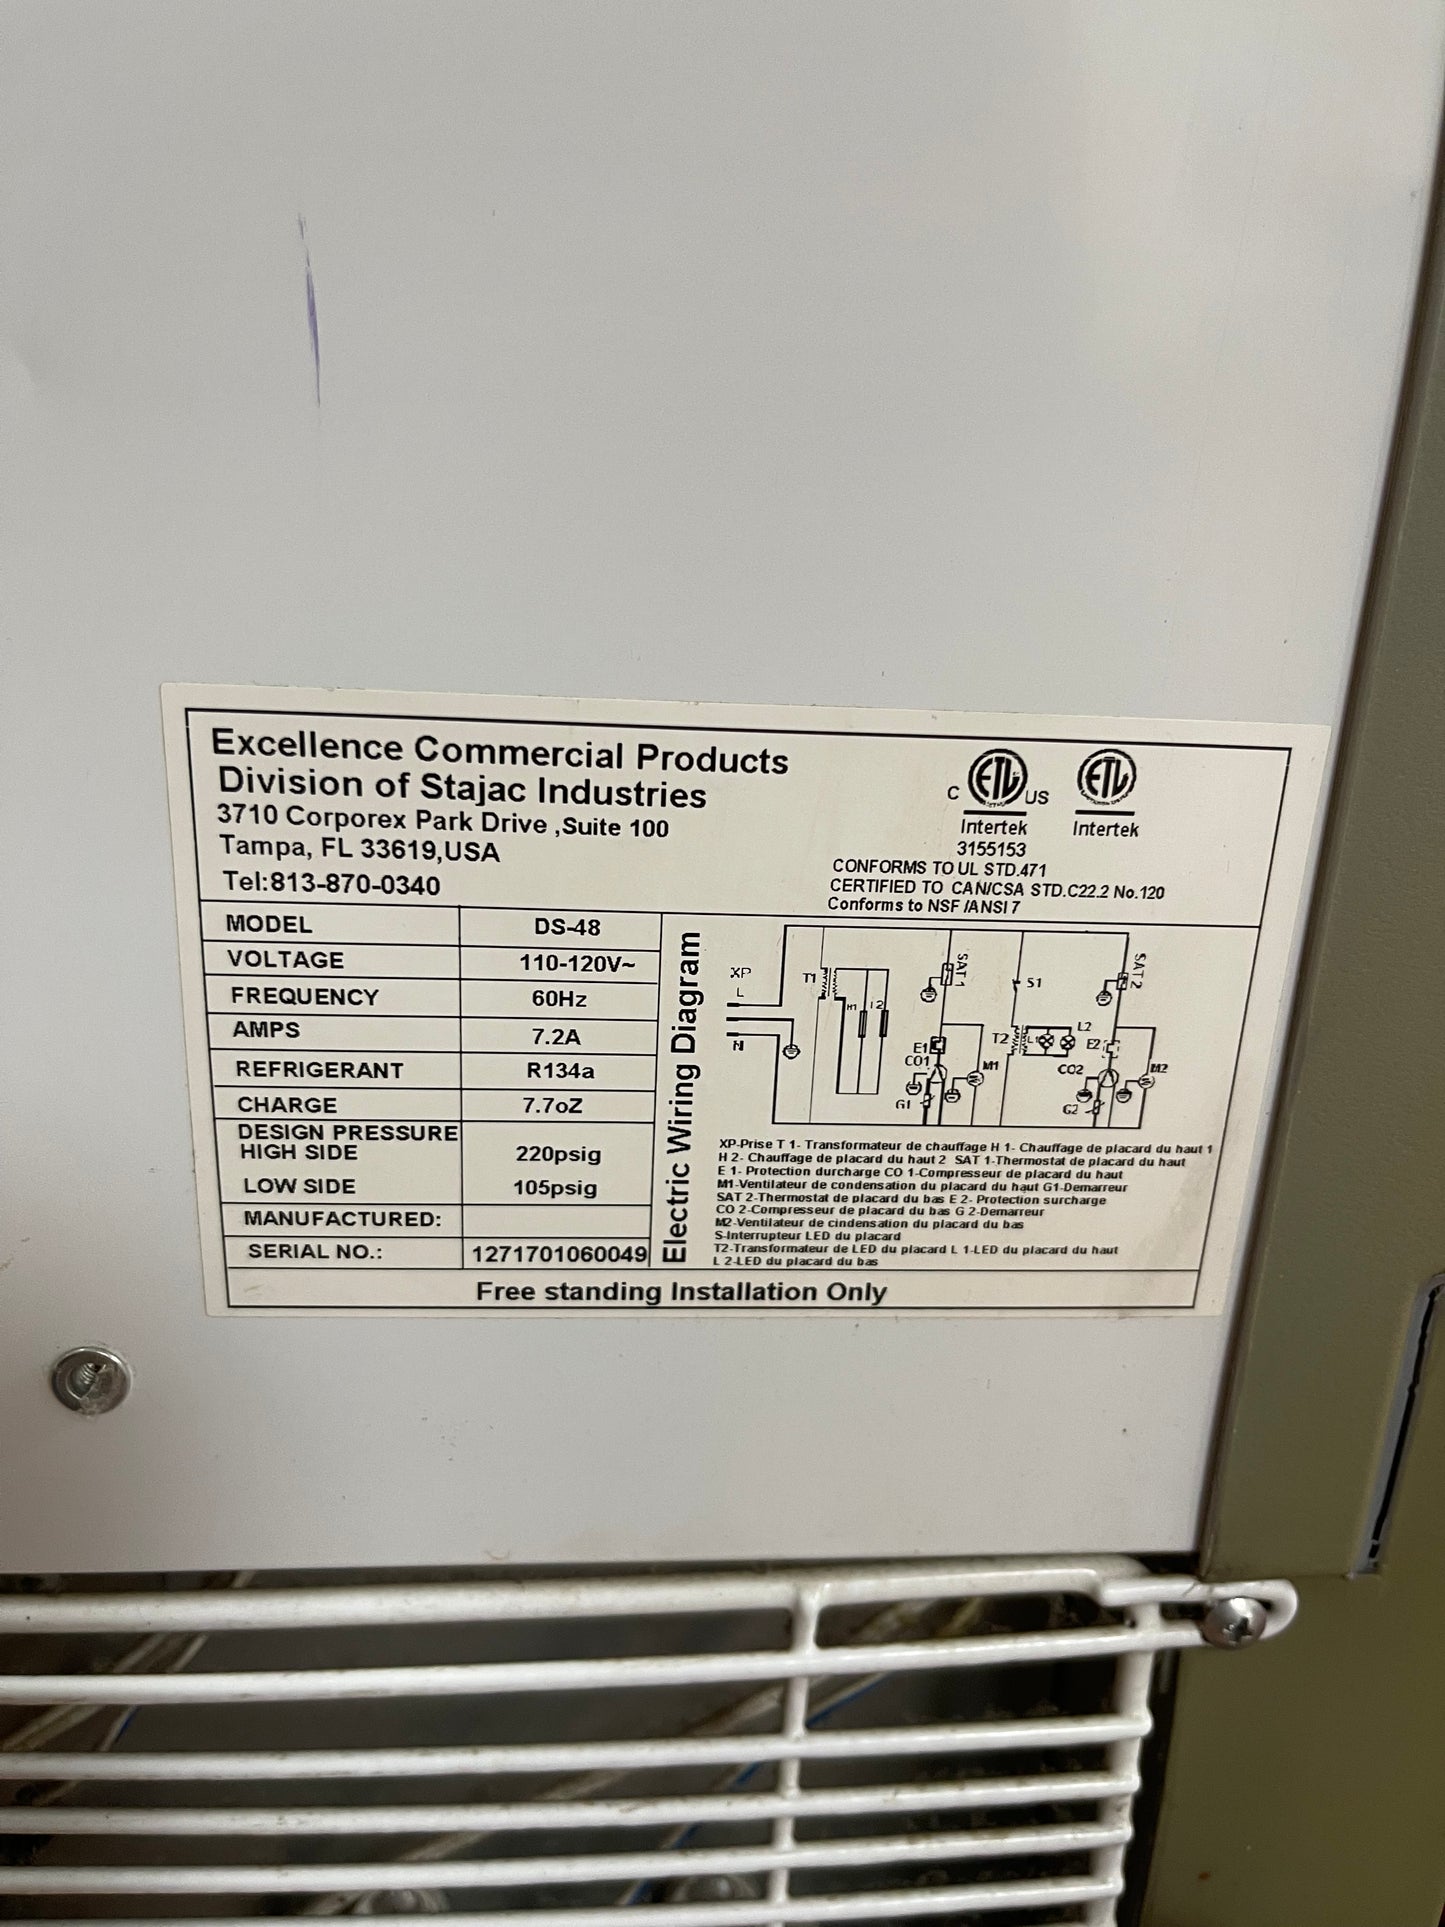 Excellence Commercial Products
Division of Stajac Industries
3710 Corporex Park Drive ,Suite 100
Tampa, FL 33619,USA
Tel:813-870-0340
C ETL US
Intertek
3155153
ETL
Intertek
CONFORMS TO UL STD.471
CERTIFIED TO CAN/CSA STD.C22.2 No.120
Conforms to NSF/ANSI 7
MODEL DS-48
VOLTAGE 110-120V~
FREQUENCY 60Hz
AMPS 7.2A
REFRIGERANT R134a
CHARGE 7.7oZ
DESIGN PRESSURE
HIGH SIDE 220psig
LOW SIDE 105psig
MANUFACTURED:
SERIAL NO.: 1271701060049
Electric Wiring Diagram
XP
L
N
T1
H1
SAT 1
E1
CO1
G1
M1
S1
T2
L1
L2
SAT 2
E2
CO2
G2
M2
XP-Prise T 1- Transformateur de chauffage H 1- Chauffage de placard du haut 1
H 2- Chauffage de placard du haut 2 SAT 1-Thermostat de placard du haut
E 1- Protection durcharge CO 1-Compresseur de placard du haut
M1-Ventilateur de condensation du placard du haut G1-Demarreur
SAT 2-Thermostat de placard du bas E 2- Protection surcharge
CO 2-Compresseur de placard du bas G 2-Demarreur
M2-Ventilateur de cindensation du placard du bas
S-Interrupteur LED du placard
T2-Transformateur de LED du placard L 1-LED du placard du haut
L 2-LED du placard du bas
Free standing Installation Only